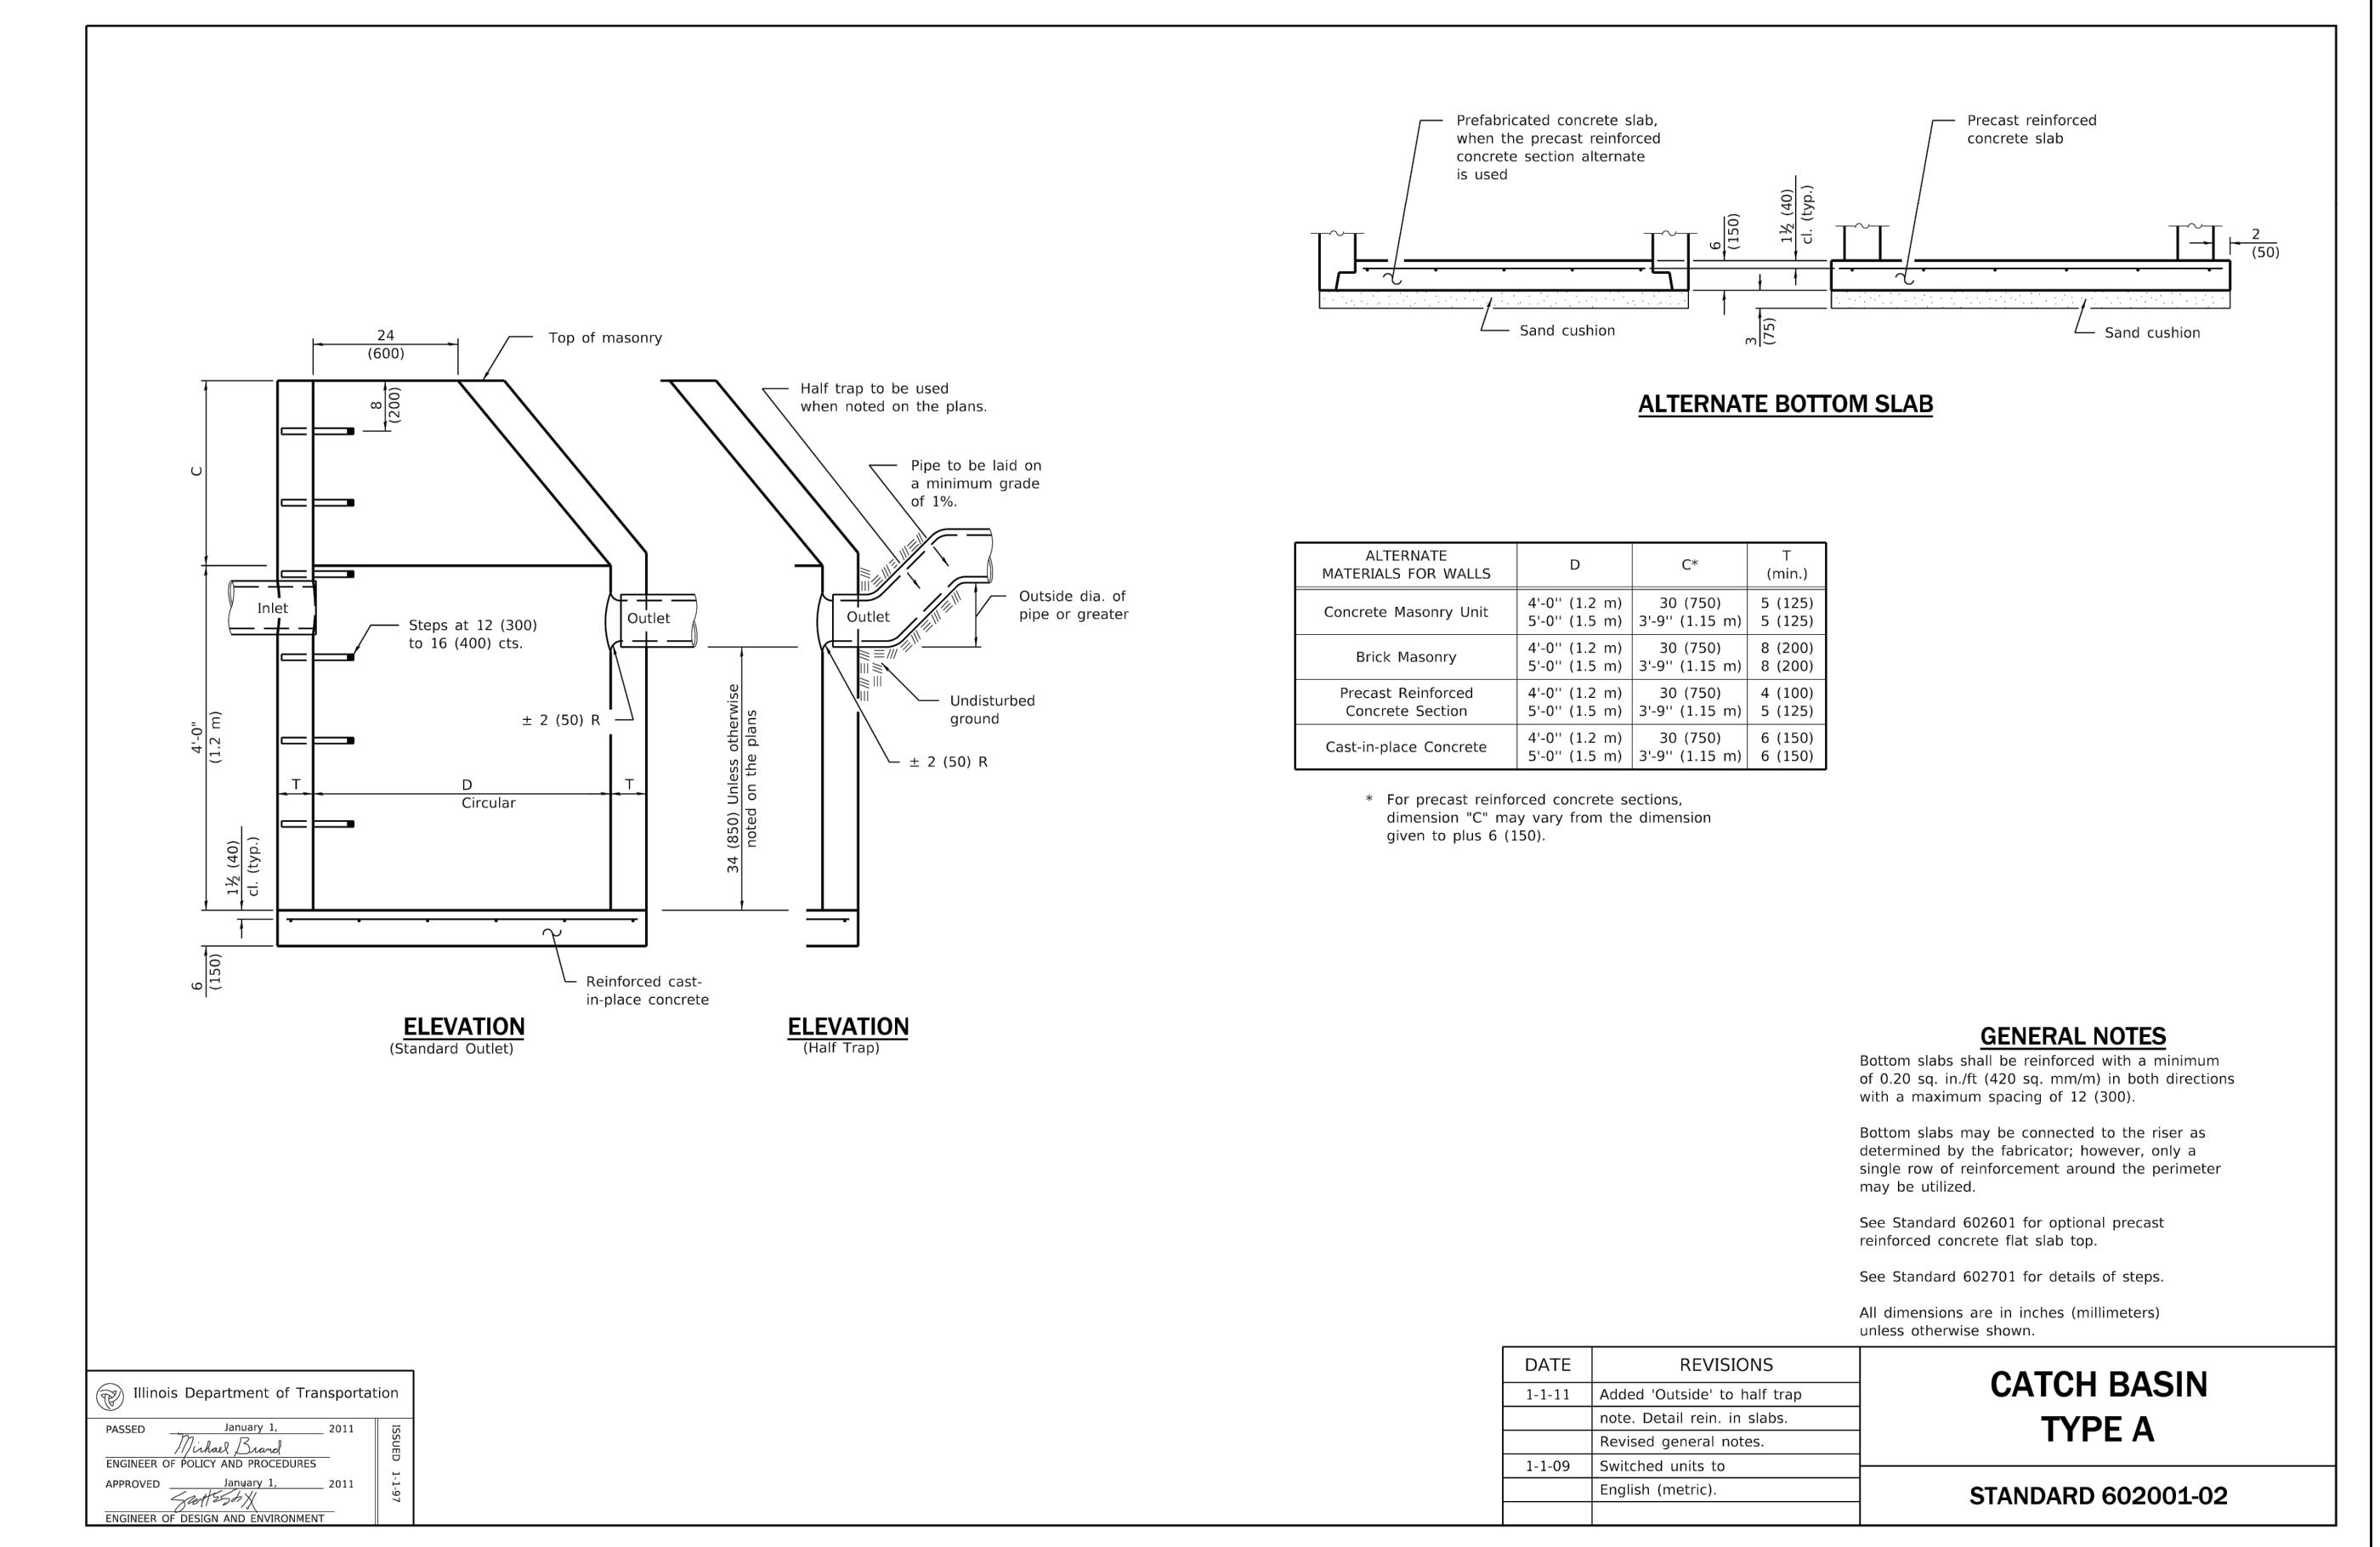 24
(600)
Top of masonry
8
(200)
C
Inlet
Outlet
Steps at 12 (300)
to 16 (400) cts.
± 2 (50) R
4'-0"
(1.2 m)
T
D
Circular
T
1½ (40)
cl. (typ.)
6
(150)
Reinforced cast-
in-place concrete
ELEVATION
(Standard Outlet)
Half trap to be used
when noted on the plans.
Pipe to be laid on
a minimum grade
of 1%.
Outlet
Outside dia. of
pipe or greater
Undisturbed
ground
± 2 (50) R
34 (850) Unless otherwise
noted on the plans
ELEVATION
(Half Trap)
Prefabricated concrete slab,
when the precast reinforced
concrete section alternate
is used
Precast reinforced
concrete slab
6
(150)
1½ (40)
cl. (typ.)
2
(50)
Sand cushion
3
(75)
Sand cushion
ALTERNATE BOTTOM SLAB
ALTERNATE
MATERIALS FOR WALLS
D
C*
T
(min.)
Concrete Masonry Unit
4'-0'' (1.2 m) 30 (750) 5 (125)
5'-0'' (1.5 m) 3'-9'' (1.15 m) 5 (125)
Brick Masonry
4'-0'' (1.2 m) 30 (750) 8 (200)
5'-0'' (1.5 m) 3'-9'' (1.15 m) 8 (200)
Precast Reinforced
Concrete Section
4'-0'' (1.2 m) 30 (750) 4 (100)
5'-0'' (1.5 m) 3'-9'' (1.15 m) 5 (125)
Cast-in-place Concrete
4'-0'' (1.2 m) 30 (750) 6 (150)
5'-0'' (1.5 m) 3'-9'' (1.15 m) 6 (150)
* For precast reinforced concrete sections,
dimension "C" may vary from the dimension
given to plus 6 (150).
GENERAL NOTES
Bottom slabs shall be reinforced with a minimum
of 0.20 sq. in./ft (420 sq. mm/m) in both directions
with a maximum spacing of 12 (300).
Bottom slabs may be connected to the riser as
determined by the fabricator; however, only a
single row of reinforcement around the perimeter
may be utilized.
See Standard 602601 for optional precast
reinforced concrete flat slab top.
See Standard 602701 for details of steps.
All dimensions are in inches (millimeters)
unless otherwise shown.
Illinois Department of Transportation
PASSED January 1, 2011
Michael Brand
ENGINEER OF POLICY AND PROCEDURES
APPROVED January 1, 2011
ENGINEER OF DESIGN AND ENVIRONMENT
ISSUED 1-1-97
DATE REVISIONS
1-1-11 Added 'Outside' to half trap
note. Detail rein. in slabs.
Revised general notes.
1-1-09 Switched units to
English (metric).
CATCH BASIN
TYPE A
STANDARD 602001-02